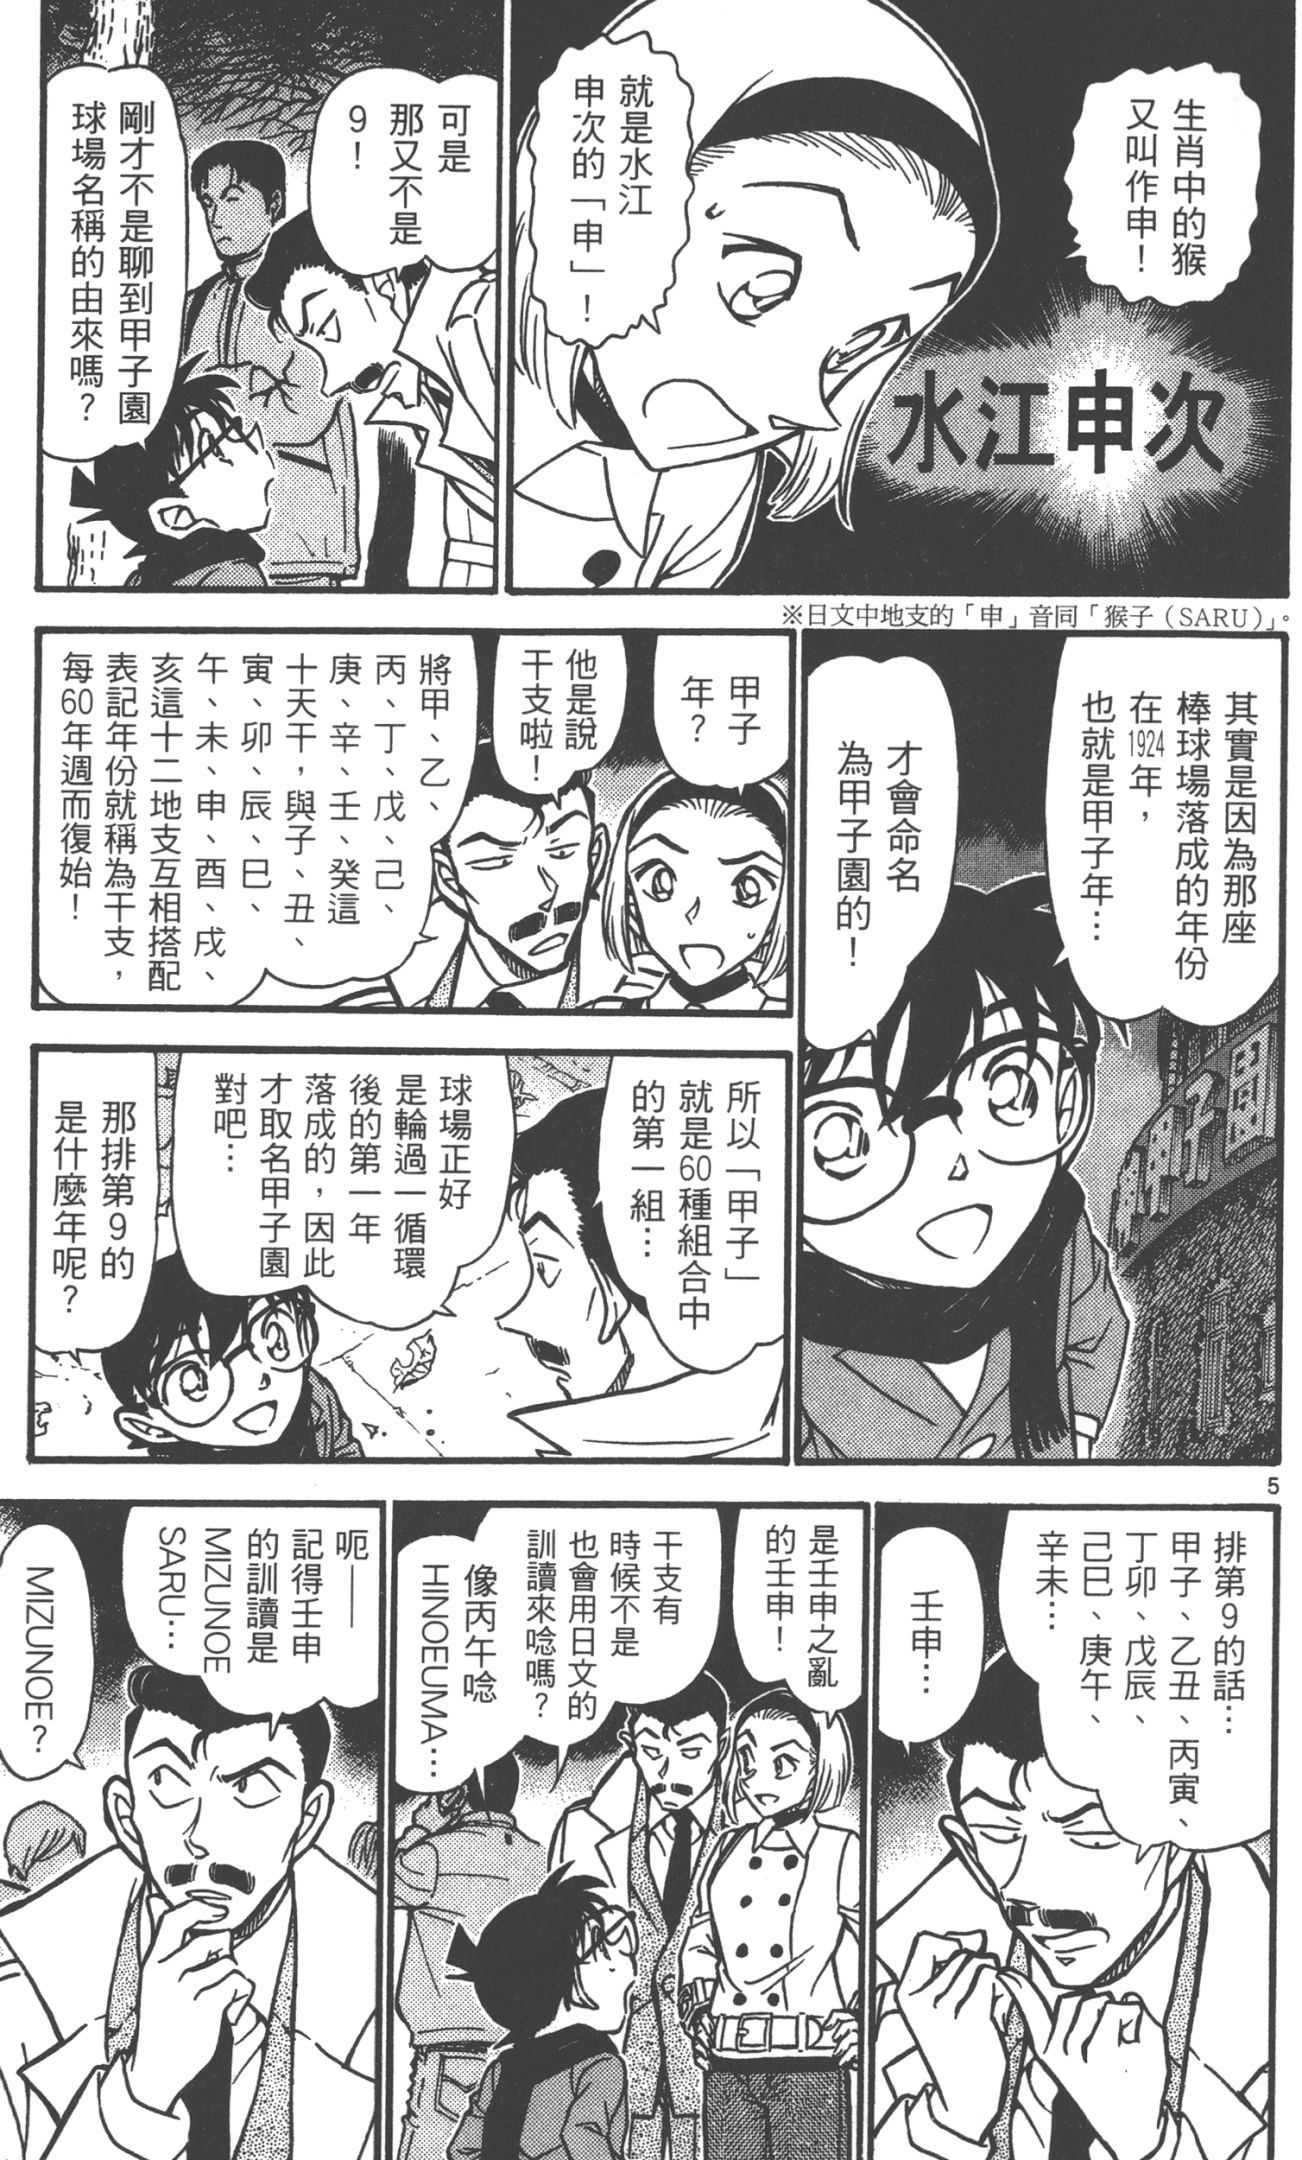 生肖中的猴
又叫作申！
水江申次
就是水江
申次的「申」！
可是
那又不是
9！
剛才不是聊到甲子園
球場名稱的由來嗎？
※日文中地支的「申」音同「猴子（SARU）」。
其實是因為那座
棒球場落成的年份
在1924年，
也就是甲子年…
才會命名
為甲子園的！
甲子
年？
他是說
干支啦！
將甲、乙、
丙、丁、戊、己、
庚、辛、壬、癸這
十天干，與子、丑、
寅、卯、辰、巳、
午、未、申、酉、戌、
亥這十二地支互相搭配
表記年份就稱為干支，
每60年週而復始！
所以「甲子」
就是60種組合中
的第一組…
球場正好
是輪過一循環
後的第一年
落成的，因此
才取名甲子園
對吧…
那排第9的
是什麼年呢？
5
排第9的話…
甲子、乙丑、丙寅、
丁卯、戊辰、
己巳、庚午、
辛未…
壬申…
是壬申之亂
的壬申！
干支有
時候不是
也會用日文的
訓讀來唸嗎？
像丙午唸
HINOEUMA…
呃——
記得壬申
的訓讀是
MIZUNOE
SARU…
MIZUNOE？